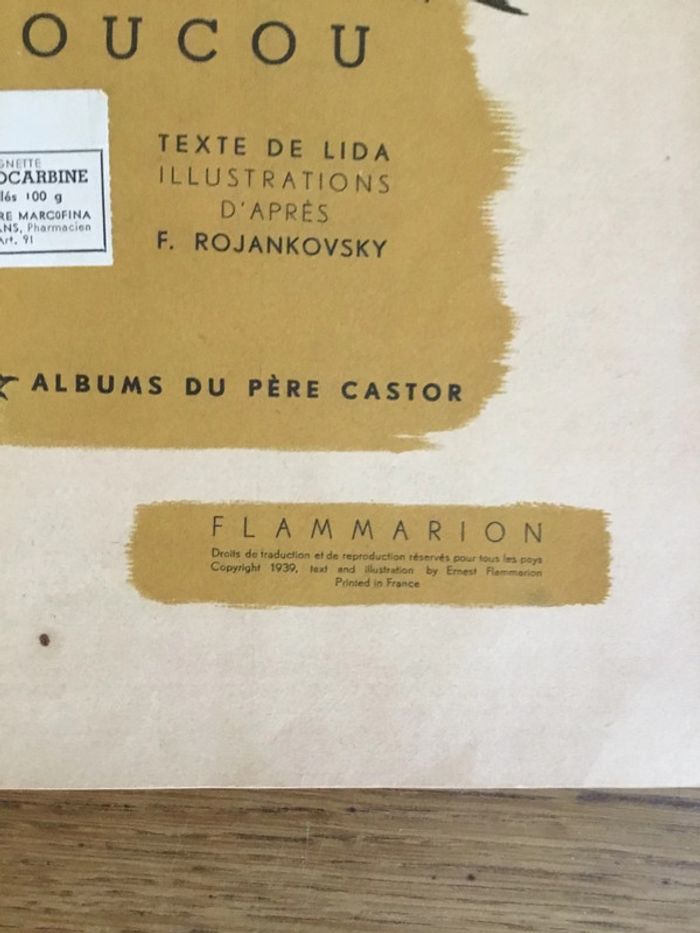 OUCOU
GNETTE
OCARBINE
lés 100 g
RE MARCOFINA
ANS, Pharmacien
Art. 91
TEXTE DE LIDA
ILLUSTRATIONS
D'APRÈS
F. ROJANKOVSKY
ALBUMS DU PÈRE CASTOR
FLAMMARION
Droits de traduction et de reproduction réservés pour tous les pays
Copyright 1939, text and illustration by Ernest Flammarion
Printed in France